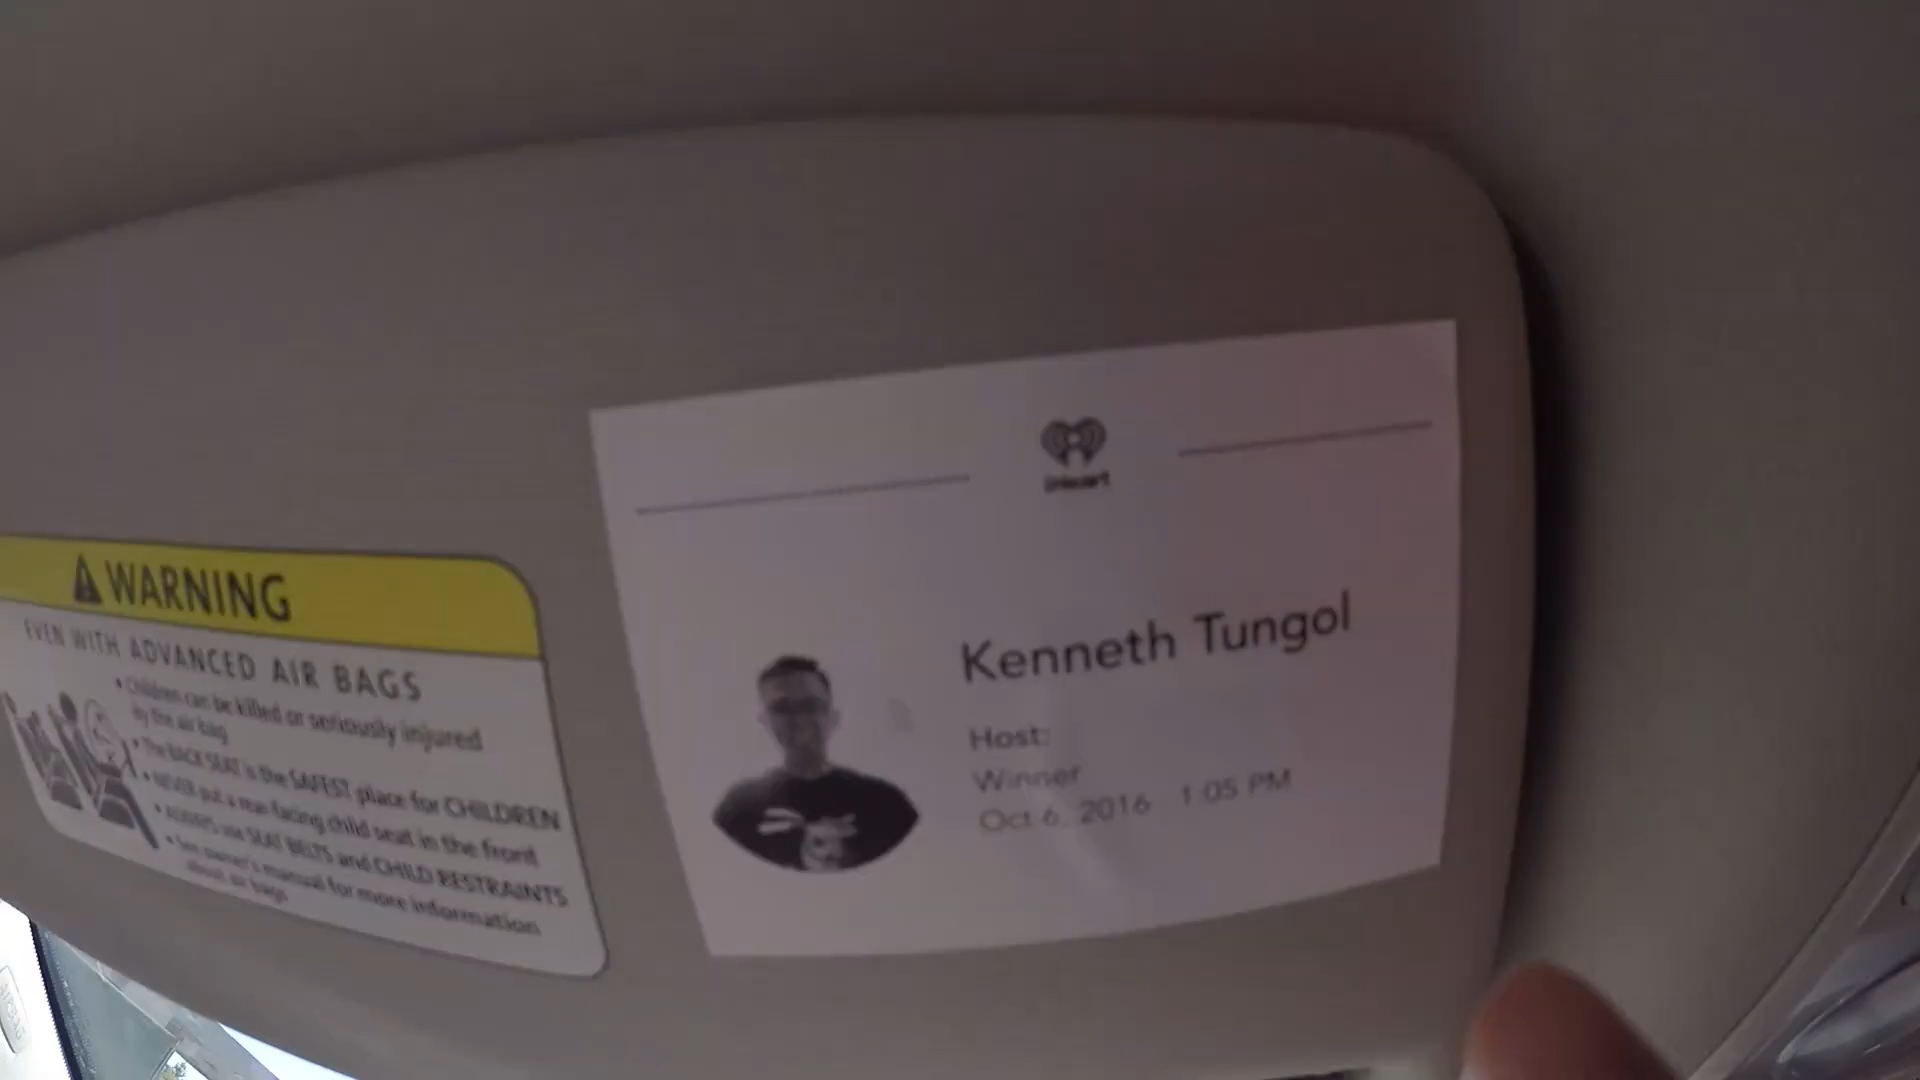 WARNING
EVEN WITH ADVANCED AIR BAGS
• Children can be killed or seriously injured
by the air bag
• The BACK SEAT is the SAFEST place for CHILDREN
• NEVER put a rear-facing child seat in the front
• ALWAYS use SEAT BELTS and CHILD RESTRAINTS
• See owner's manual for more information
about air bags
iHeart
Kenneth Tungol
Host:
Winner
Oct 6, 2016 1:05 PM